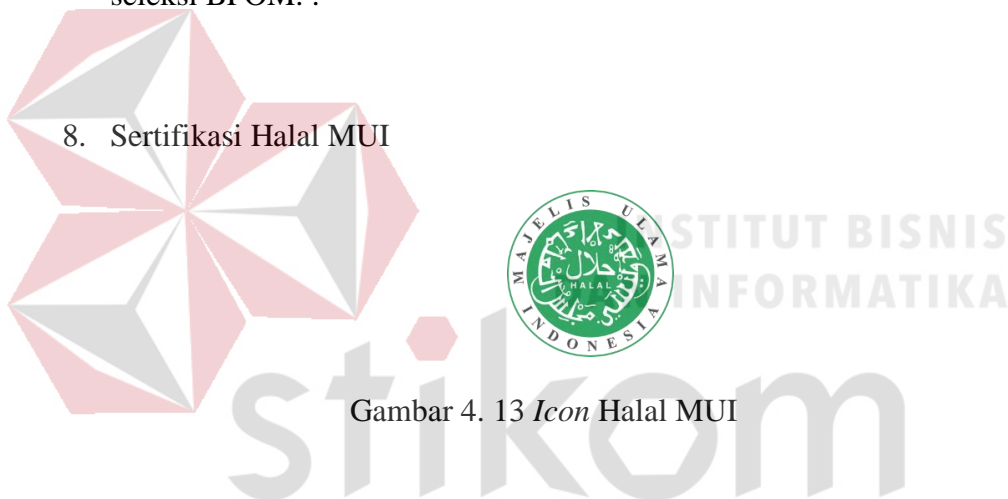 seleksi BPOM. .
8. Sertifikasi Halal MUI
MAJELIS ULAMA
INDONESIA
حلال
HALAL
INSTITUT BISNIS
INFORMATIKA
Gambar 4. 13 Icon Halal MUI
stikom